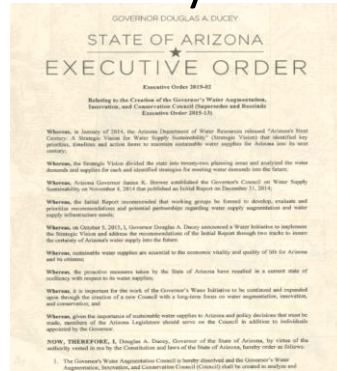 GOVERNOR DOUGLAS A. DUCEY
STATE OF ARIZONA
EXECUTIVE ORDER
Executive Order 2019-02
Relating to the Creation of the Governor's Water Augmentation,
Innovation, and Conservation Council (Supersedes and Rescinds
Executive Order 2015-13)
Whereas, in January of 2014, the Arizona Department of Water Resources released "Arizona's Next
Century: A Strategic Vision for Water Supply Sustainability" (Strategic Vision) that identified key
priorities, timelines and action items to maintain sustainable water supplies for Arizona into its next
century;
Whereas, the Strategic Vision divided the state into twenty-two planning areas and analyzed the water
demands and supplies for each and identified strategies for meeting water demands into the future;
Whereas, Arizona Governor Janice K. Brewer established the Governor's Council on Water Supply
Sustainability on November 4, 2014 that published an Initial Report on December 31, 2014;
Whereas, the Initial Report recommended that working groups be formed to develop, evaluate and
prioritize recommendations and potential partnerships regarding water supply augmentation and water
supply infrastructure needs;
Whereas, on October 5, 2015, I, Governor Douglas A. Ducey announced a Water Initiative to implement
the Strategic Vision and address the recommendations of the Initial Report through two tracks to ensure
the certainty of Arizona's water supply into the future;
Whereas, sustainable water supplies are essential to the economic vitality and quality of life for Arizona
and its citizens;
Whereas, the proactive measures taken by the State of Arizona have resulted in a current state of
resiliency with respect to its water supplies;
Whereas, it is important for the work of the Governor's Water Initiative to be continued and expanded
upon through the creation of a new Council with a long-term focus on water augmentation, innovation,
and conservation; and
Whereas, given the importance of sustainable water supplies to Arizona and policy decisions that must be
made, members of the Arizona Legislature should serve on the Council in addition to individuals
appointed by the Governor.
NOW, THEREFORE, I, Douglas A. Ducey, Governor of the State of Arizona, by virtue of the
authority vested in me by the Constitution and laws of the State of Arizona, hereby order as follows:
1. The Governor's Water Augmentation Council is hereby dissolved and the Governor's Water
Augmentation, Innovation, and Conservation Council (Council) shall be created to analyze and